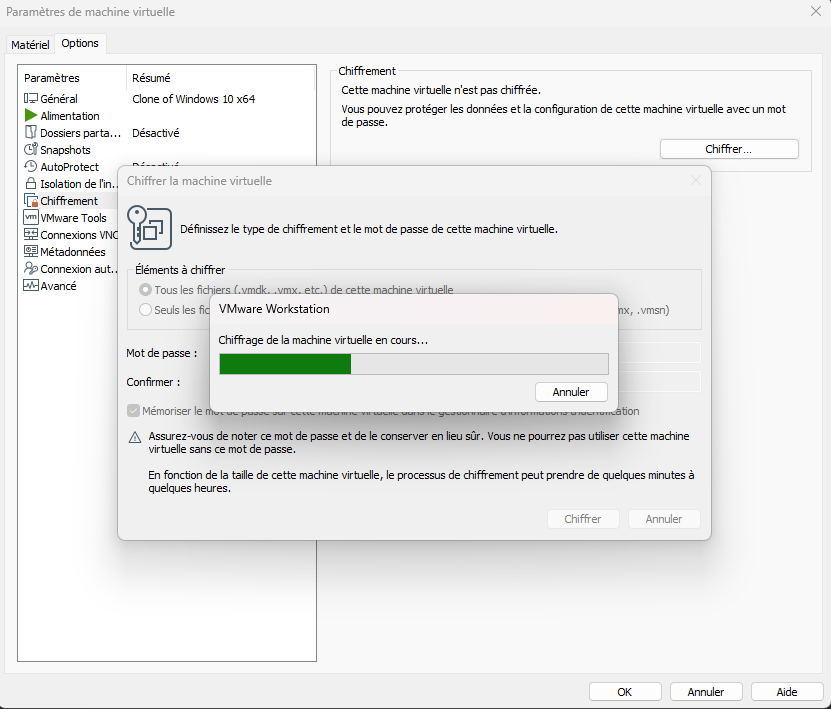 Paramètres de machine virtuelle
Matériel Options
Paramètres Résumé
Général Clone of Windows 10 x64
Alimentation
Dossiers parta... Désactivé
Snapshots
AutoProtect
Isolation de l'in...
Chiffrement
VMware Tools
Connexions VNC
Métadonnées
Connexion aut...
Avancé
Chiffrement
Cette machine virtuelle n'est pas chiffrée.
Vous pouvez protéger les données et la configuration de cette machine virtuelle avec un mot
de passe.
Chiffrer...
Chiffrer la machine virtuelle
Définissez le type de chiffrement et le mot de passe de cette machine virtuelle.
Éléments à chiffrer
Tous les fichiers (.vmdk, .vmx, etc.) de cette machine virtuelle
Seuls les fic mx, .vmsn)
Mot de passe :
Confirmer :
Mémoriser le mot de passe sur cette machine virtuelle dans le gestionnaire d'informations d'identification
Assurez-vous de noter ce mot de passe et de le conserver en lieu sûr. Vous ne pourrez pas utiliser cette machine
virtuelle sans ce mot de passe.
En fonction de la taille de cette machine virtuelle, le processus de chiffrement peut prendre de quelques minutes à
quelques heures.
Chiffrer Annuler
VMware Workstation
Chiffrage de la machine virtuelle en cours...
Annuler
OK Annuler Aide